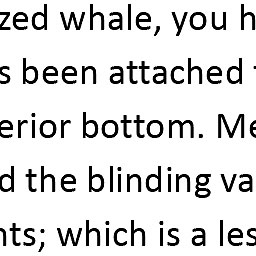 zed whale, you h
s been attached
erior bottom. Me
d the blinding va
nts; which is a les